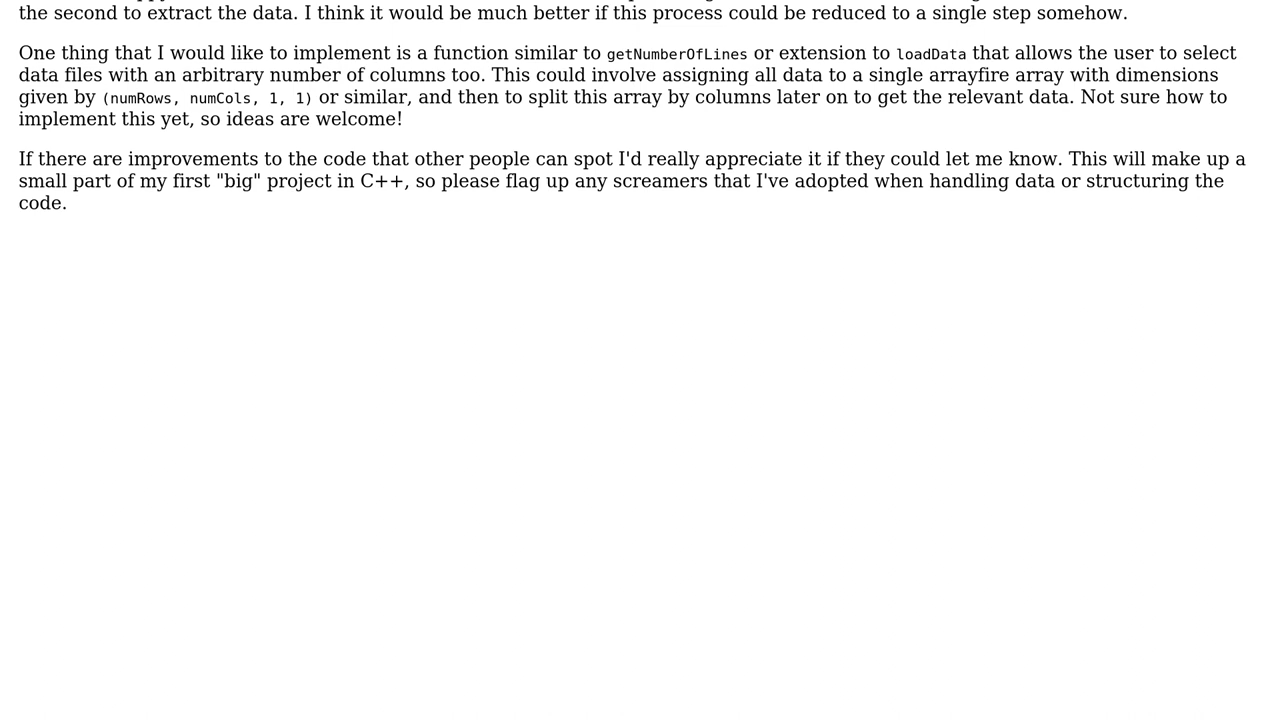 the second to extract the data. I think it would be much better if this process could be reduced to a single step somehow.
One thing that I would like to implement is a function similar to getNumberOfLines or extension to loadData that allows the user to select
data files with an arbitrary number of columns too. This could involve assigning all data to a single arrayfire array with dimensions
given by (numRows, numCols, 1, 1) or similar, and then to split this array by columns later on to get the relevant data. Not sure how to
implement this yet, so ideas are welcome!
If there are improvements to the code that other people can spot I'd really appreciate it if they could let me know. This will make up a
small part of my first "big" project in C++, so please flag up any screamers that I've adopted when handling data or structuring the
code.